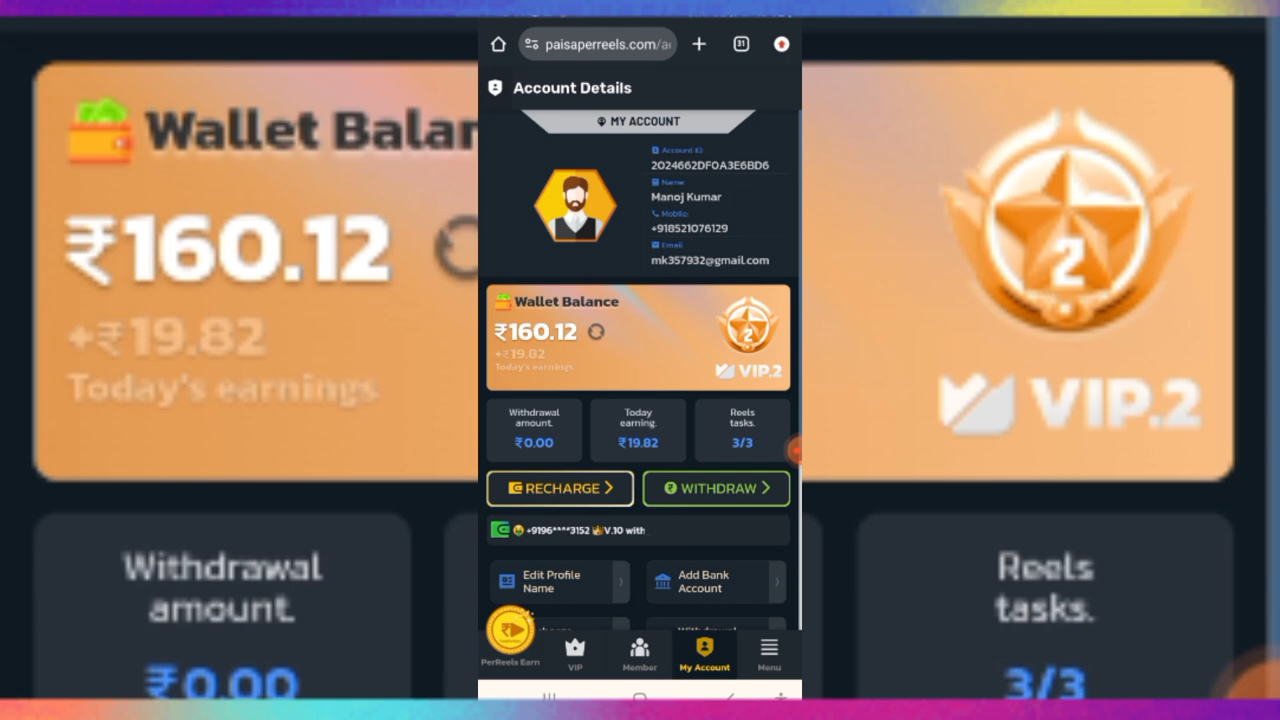 paisaperreels.com/a
31
Account Details
MY ACCOUNT
Account ID:
2024662DF0A3E6BD6
Name:
Manoj Kumar
Mobile:
+918521076129
Email
mk357932@gmail.com
Wallet Balance
₹160.12
+₹19.82
Today's earnings
2
VIP.2
Withdrawal
amount.
₹0.00
Today
earning.
₹19.82
Reels
tasks.
3/3
RECHARGE
WITHDRAW
+9196****3152 V.10 with
Edit Profile
Name
Add Bank
Account
PerReels Earn
VIP
Member
My Account
Menu
Wallet Balan
₹160.12
+₹19.82
Today's earnings
2
VIP.2
Withdrawal
amount.
₹0.00
Reels
tasks.
3/3